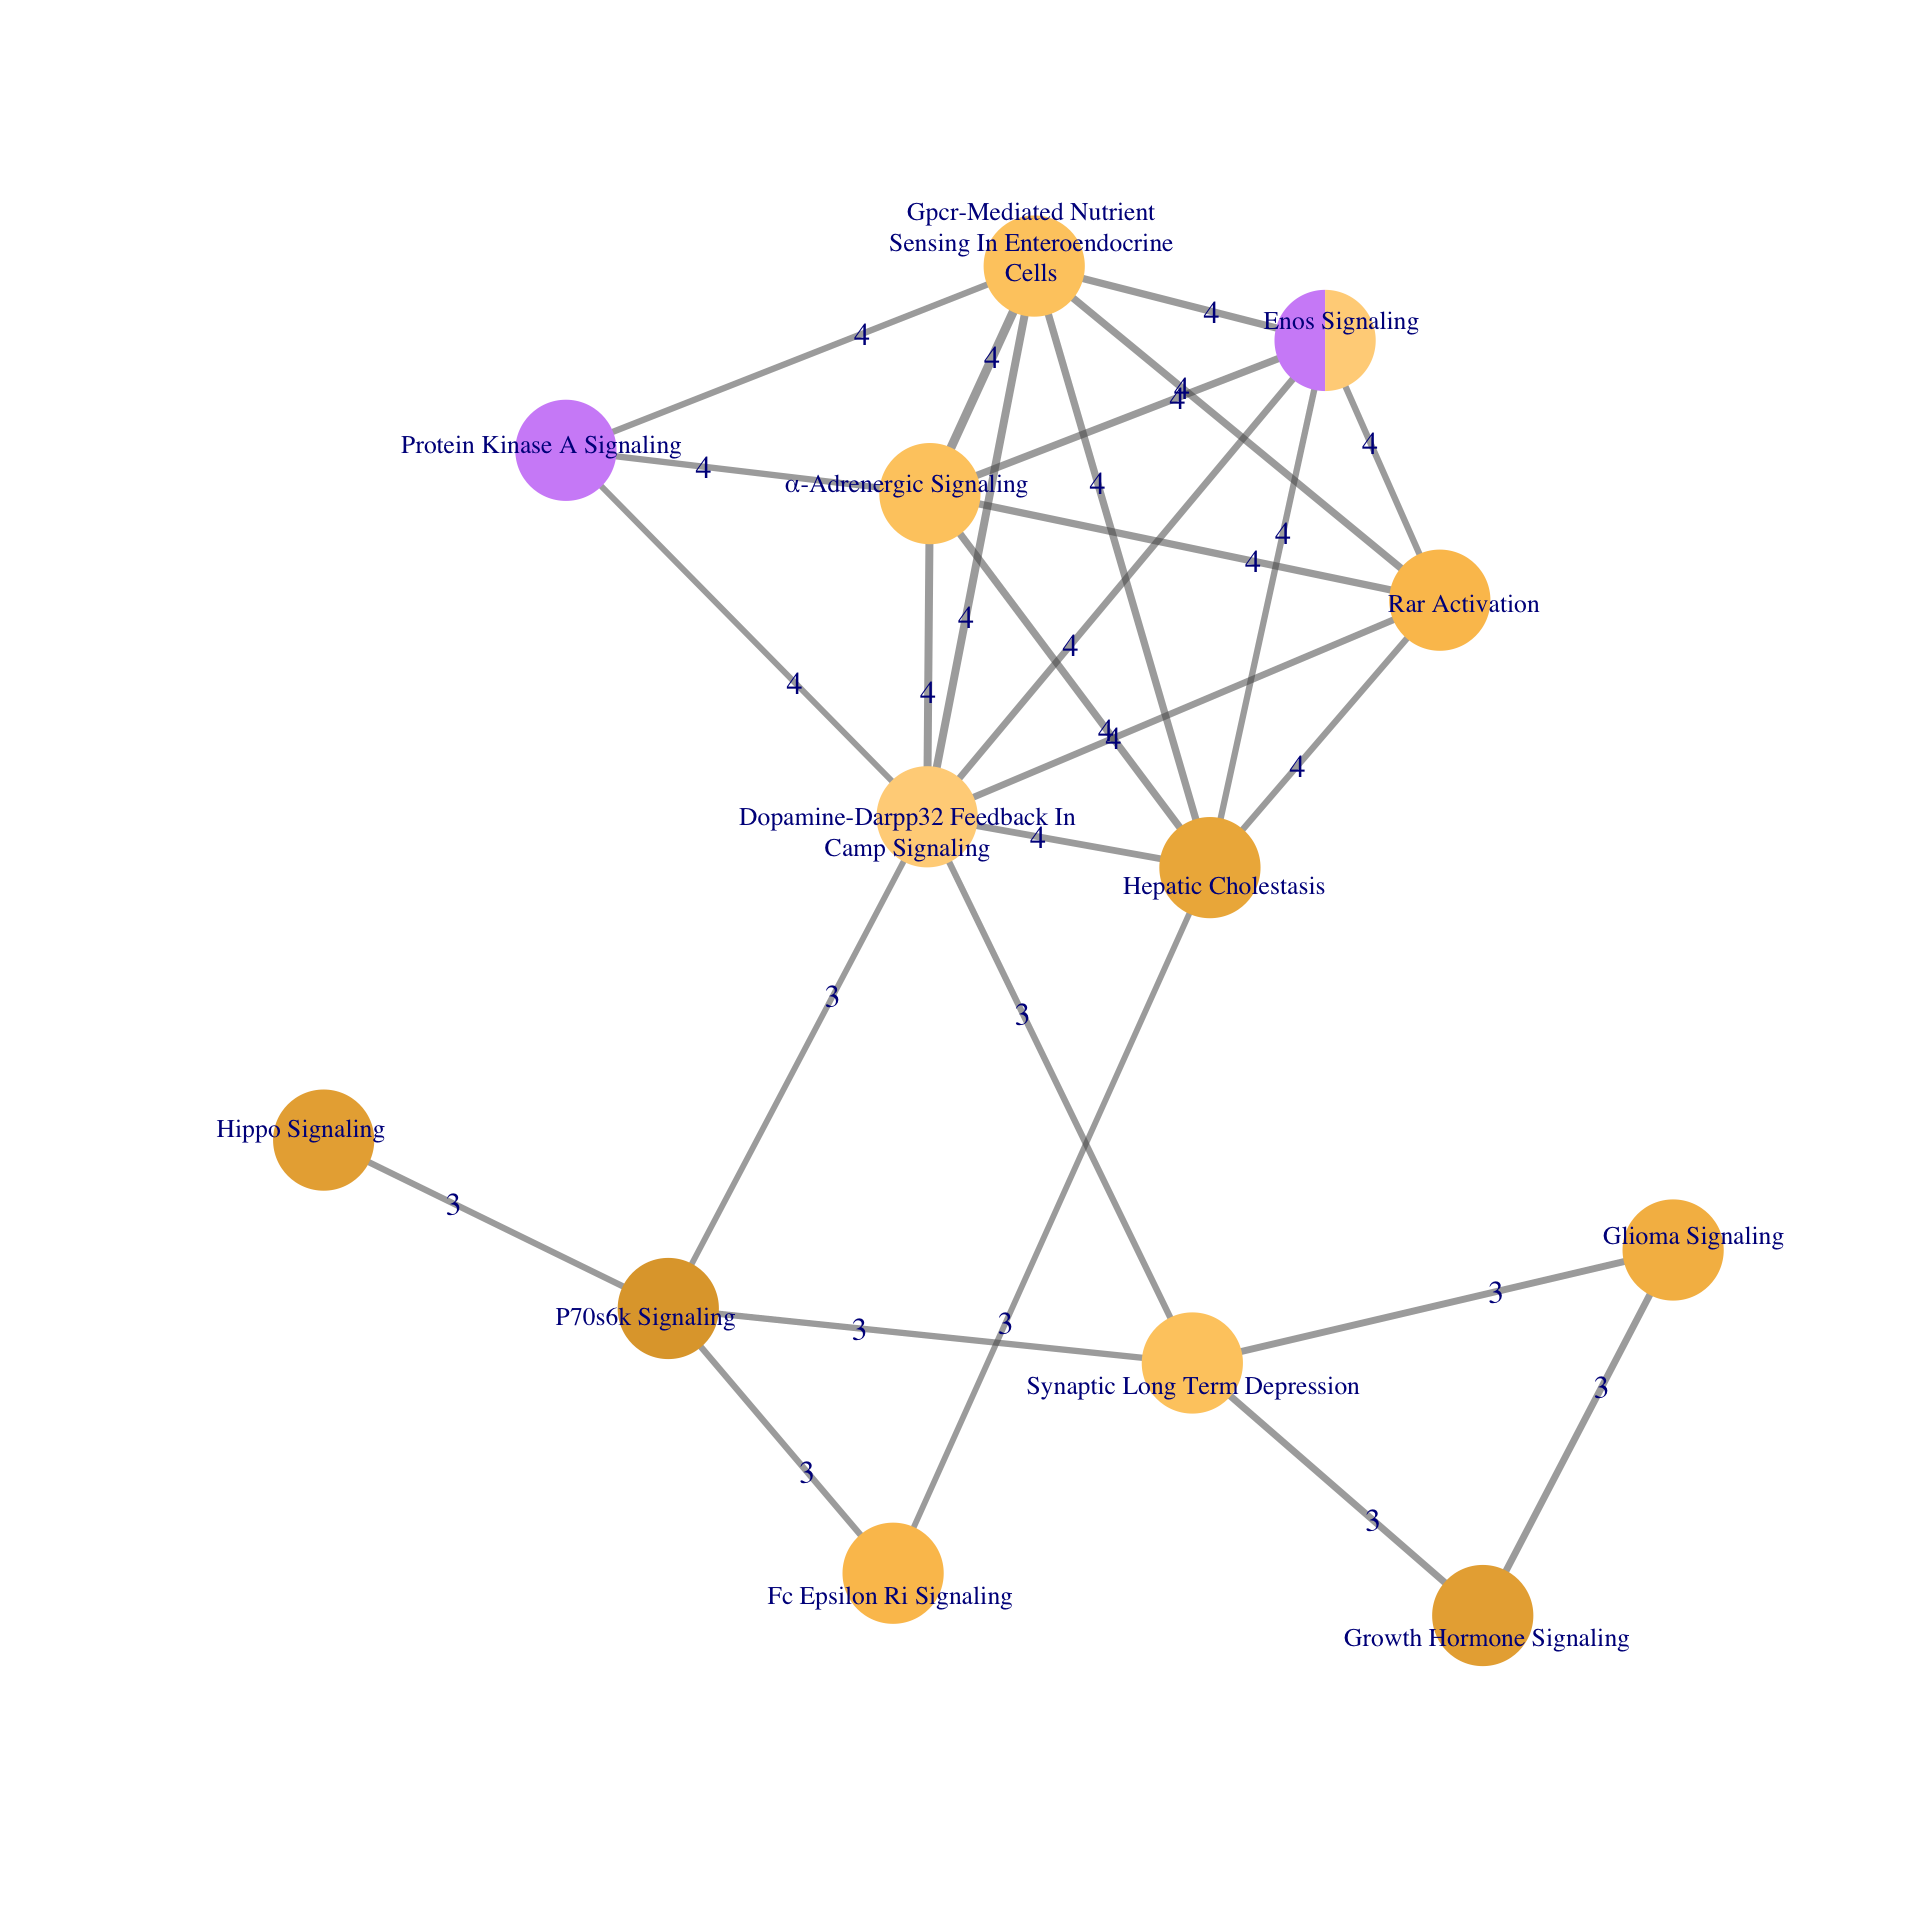 Gpcr-Mediated Nutrient
Sensing In Enteroendocrine
Cells
4
Enos Signaling
4
4
4
4
Protein Kinase A Signaling
4
4
α-Adrenergic Signaling
4
4
4
Rar Activation
4
4
4
4
4
4
4
4
Dopamine-Darpp32 Feedback In
Camp Signaling
4
Hepatic Cholestasis
3
3
Hippo Signaling
3
Glioma Signaling
3
P70s6k Signaling
3
3
Synaptic Long Term Depression
3
3
3
Fc Epsilon Ri Signaling
Growth Hormone Signaling